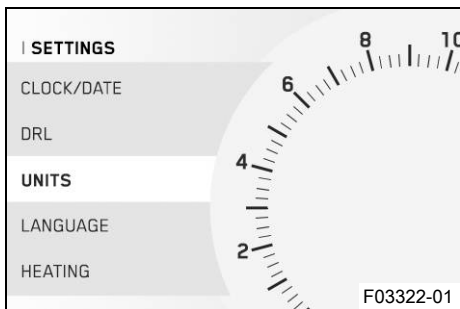 SETTINGS
CLOCK/DATE
DRL
UNITS
LANGUAGE
HEATING
2
4
6
8
10
F03322-01